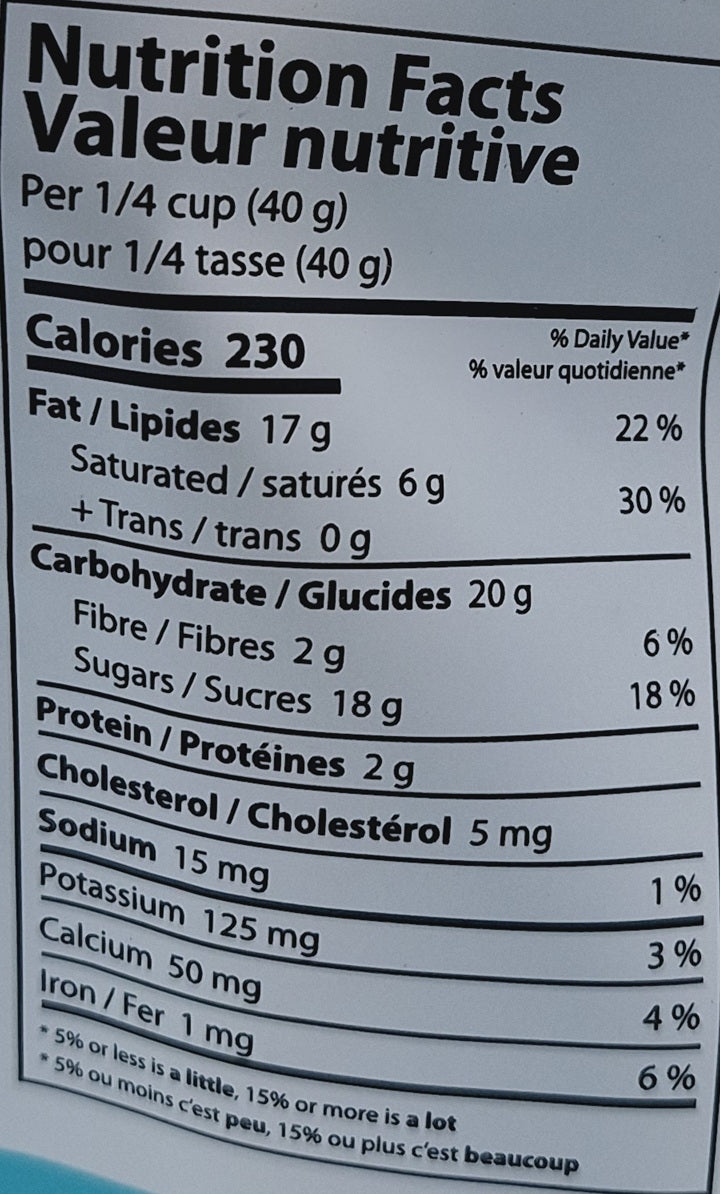 Nutrition Facts
Valeur nutritive
Per 1/4 cup (40 g)
pour 1/4 tasse (40 g)
Calories 230
% Daily Value*
% valeur quotidienne*
Fat / Lipides 17 g 22 %
Saturated / saturés 6 g
+ Trans / trans 0 g 30 %
Carbohydrate / Glucides 20 g
Fibre / Fibres 2 g 6 %
Sugars / Sucres 18 g 18 %
Protein / Protéines 2 g
Cholesterol / Cholestérol 5 mg
Sodium 15 mg 1 %
Potassium 125 mg 3 %
Calcium 50 mg 4 %
Iron / Fer 1 mg 6 %
* 5% or less is a little, 15% or more is a lot
* 5% ou moins c'est peu, 15% ou plus c'est beaucoup